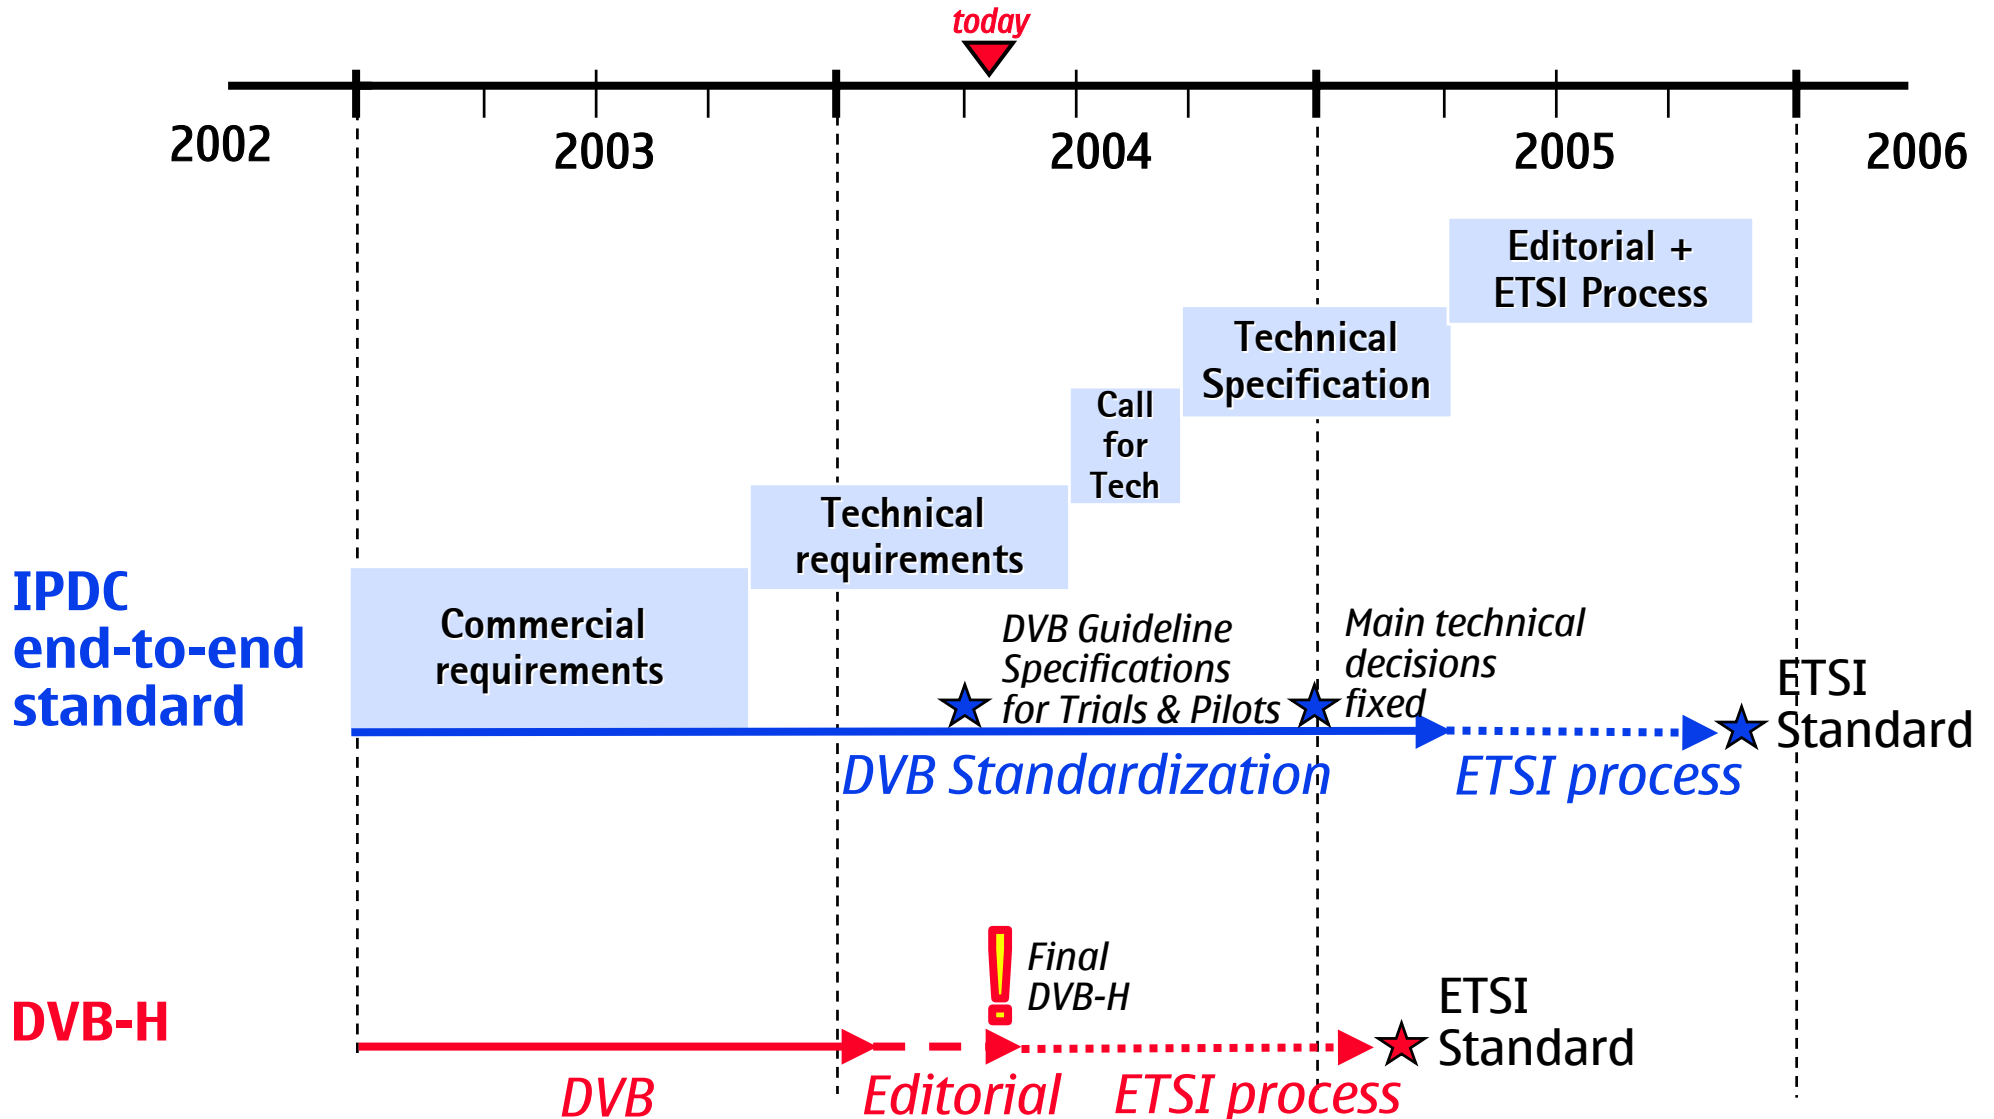 today
2002
2003
2004
2005
2006
Editorial +
ETSI Process
Technical
Specification
Call
for
Tech
Technical
requirements
Commercial
requirements
IPDC
end-to-end
standard
DVB Guideline
Specifications
for Trials & Pilots
Main technical
decisions
fixed
ETSI
Standard
DVB Standardization
ETSI process
Final
DVB-H
ETSI
Standard
DVB-H
DVB
Editorial
ETSI process